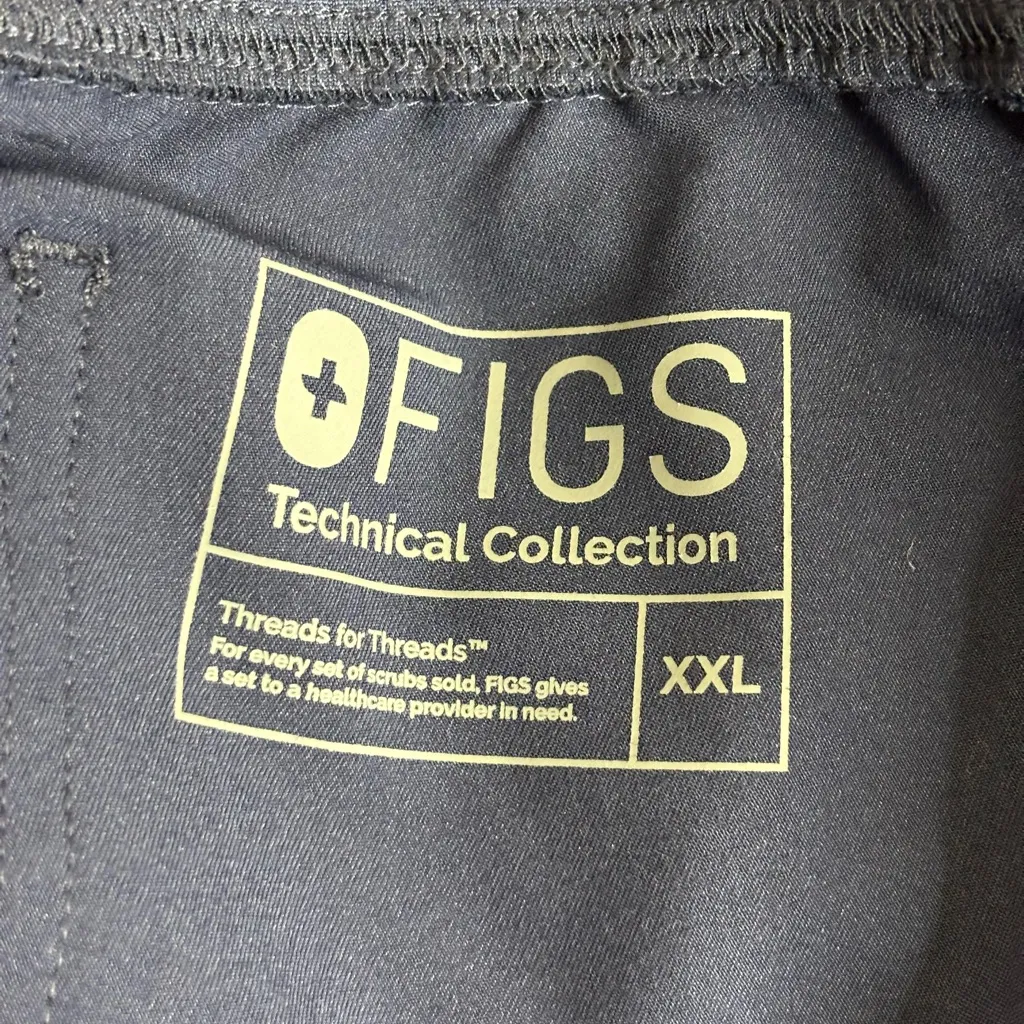 FIGS
Technical Collection
Threads for Threads™
For every set of scrubs sold, FIGS gives
a set to a healthcare provider in need.
XXL